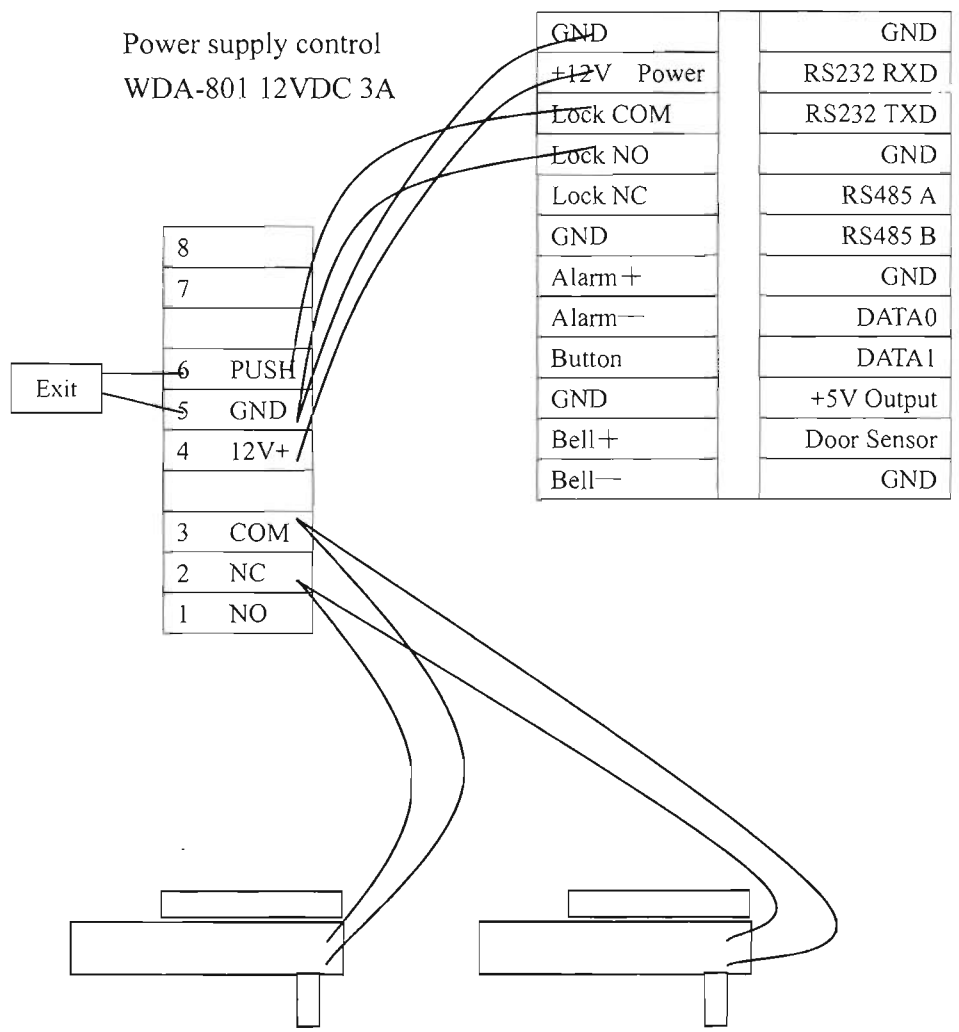 Power supply control
WDA-801 12VDC 3A
GND GND
+12V Power RS232 RXD
Lock COM RS232 TXD
Lock NO GND
Lock NC RS485 A
GND RS485 B
Alarm+ GND
Alarm— DATA0
Button DATA1
GND +5V Output
Bell+ Door Sensor
Bell— GND
8
7
6 PUSH
Exit
5 GND
4 12V+
3 COM
2 NC
1 NO